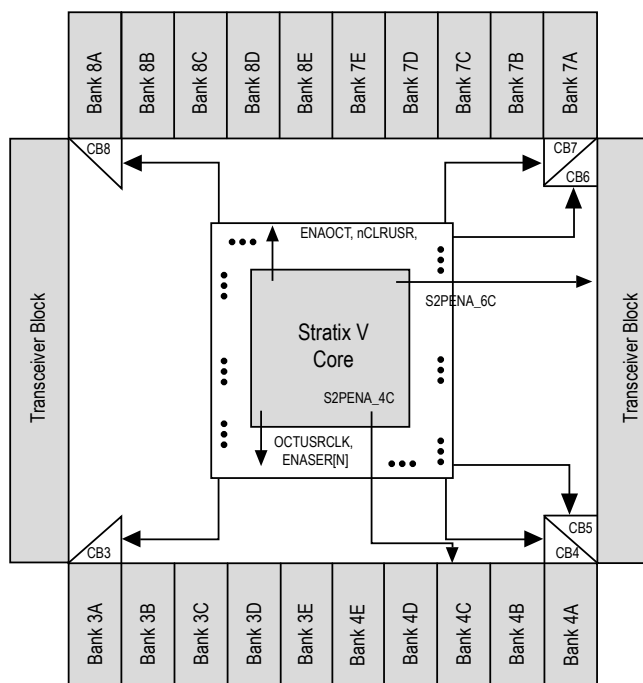 Bank 8A
Bank 8B
Bank 8C
Bank 8D
Bank 8E
Bank 7E
Bank 7D
Bank 7C
Bank 7B
Bank 7A
CB8
CB7
CB6
Transceiver Block
ENAOCT, nCLRUSR,
S2PENA_6C
Stratix V
Core
S2PENA_4C
OCTUSRCLK,
ENASER[N]
Transceiver Block
CB3
CB5
CB4
Bank 3A
Bank 3B
Bank 3C
Bank 3D
Bank 3E
Bank 4E
Bank 4D
Bank 4C
Bank 4B
Bank 4A